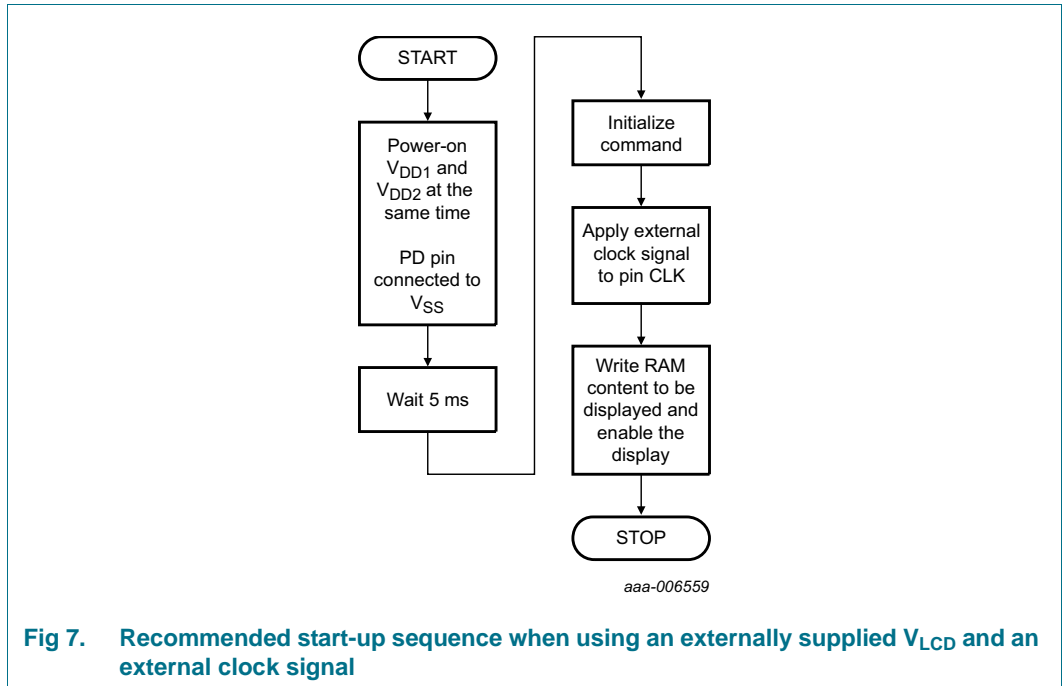 START
Power-on
VDD1 and
VDD2 at the
same time
PD pin
connected to
VSS
Wait 5 ms
Initialize
command
Apply external
clock signal
to pin CLK
Write RAM
content to be
displayed and
enable the
display
STOP
aaa-006559
Fig 7. Recommended start-up sequence when using an externally supplied VLCD and an
external clock signal